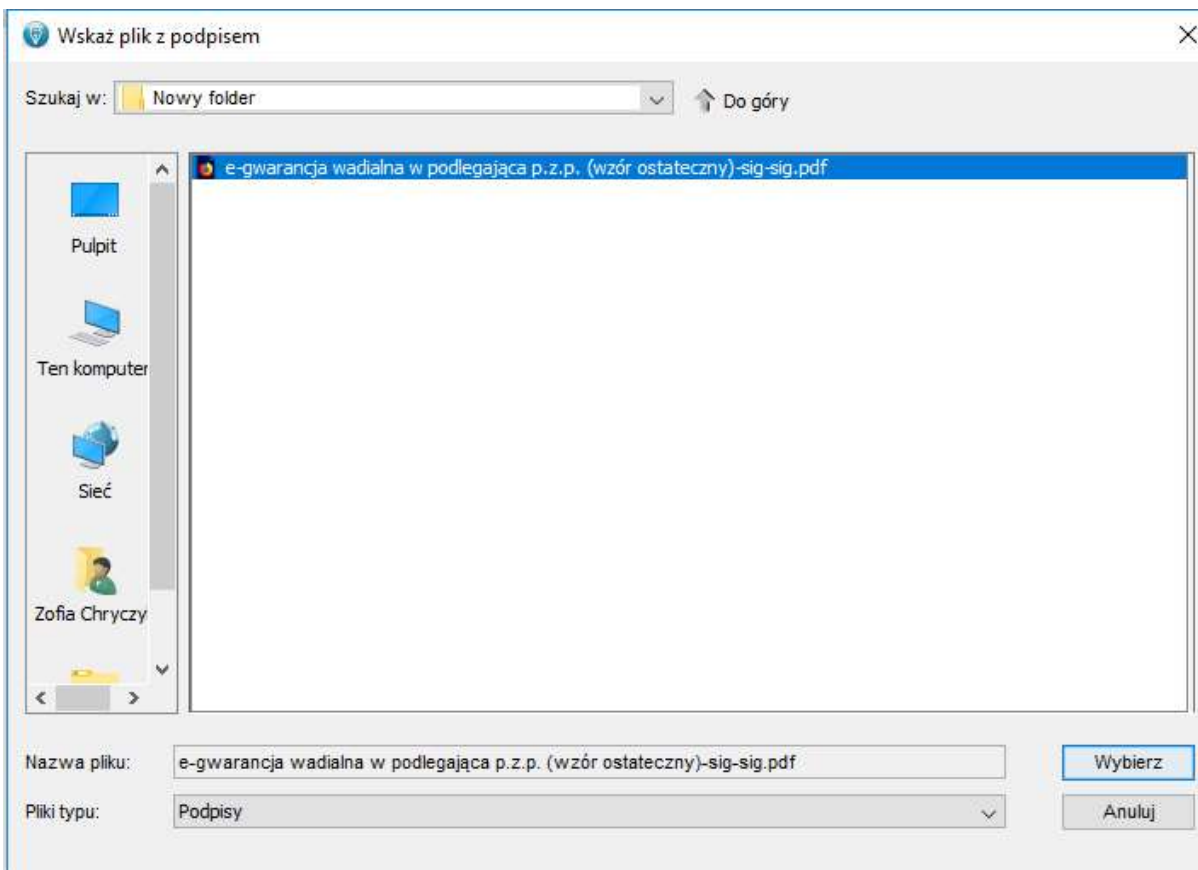 Wskaż plik z podpisem
Szukaj w: Nowy folder Do góry
e-gwarancja wadialna w podlegająca p.z.p. (wzór ostateczny)-sig-sig.pdf
Pulpit
Ten komputer
Sieć
Zofia Chryczy
Nazwa pliku: e-gwarancja wadialna w podlegająca p.z.p. (wzór ostateczny)-sig-sig.pdf Wybierz
Pliki typu: Podpisy Anuluj